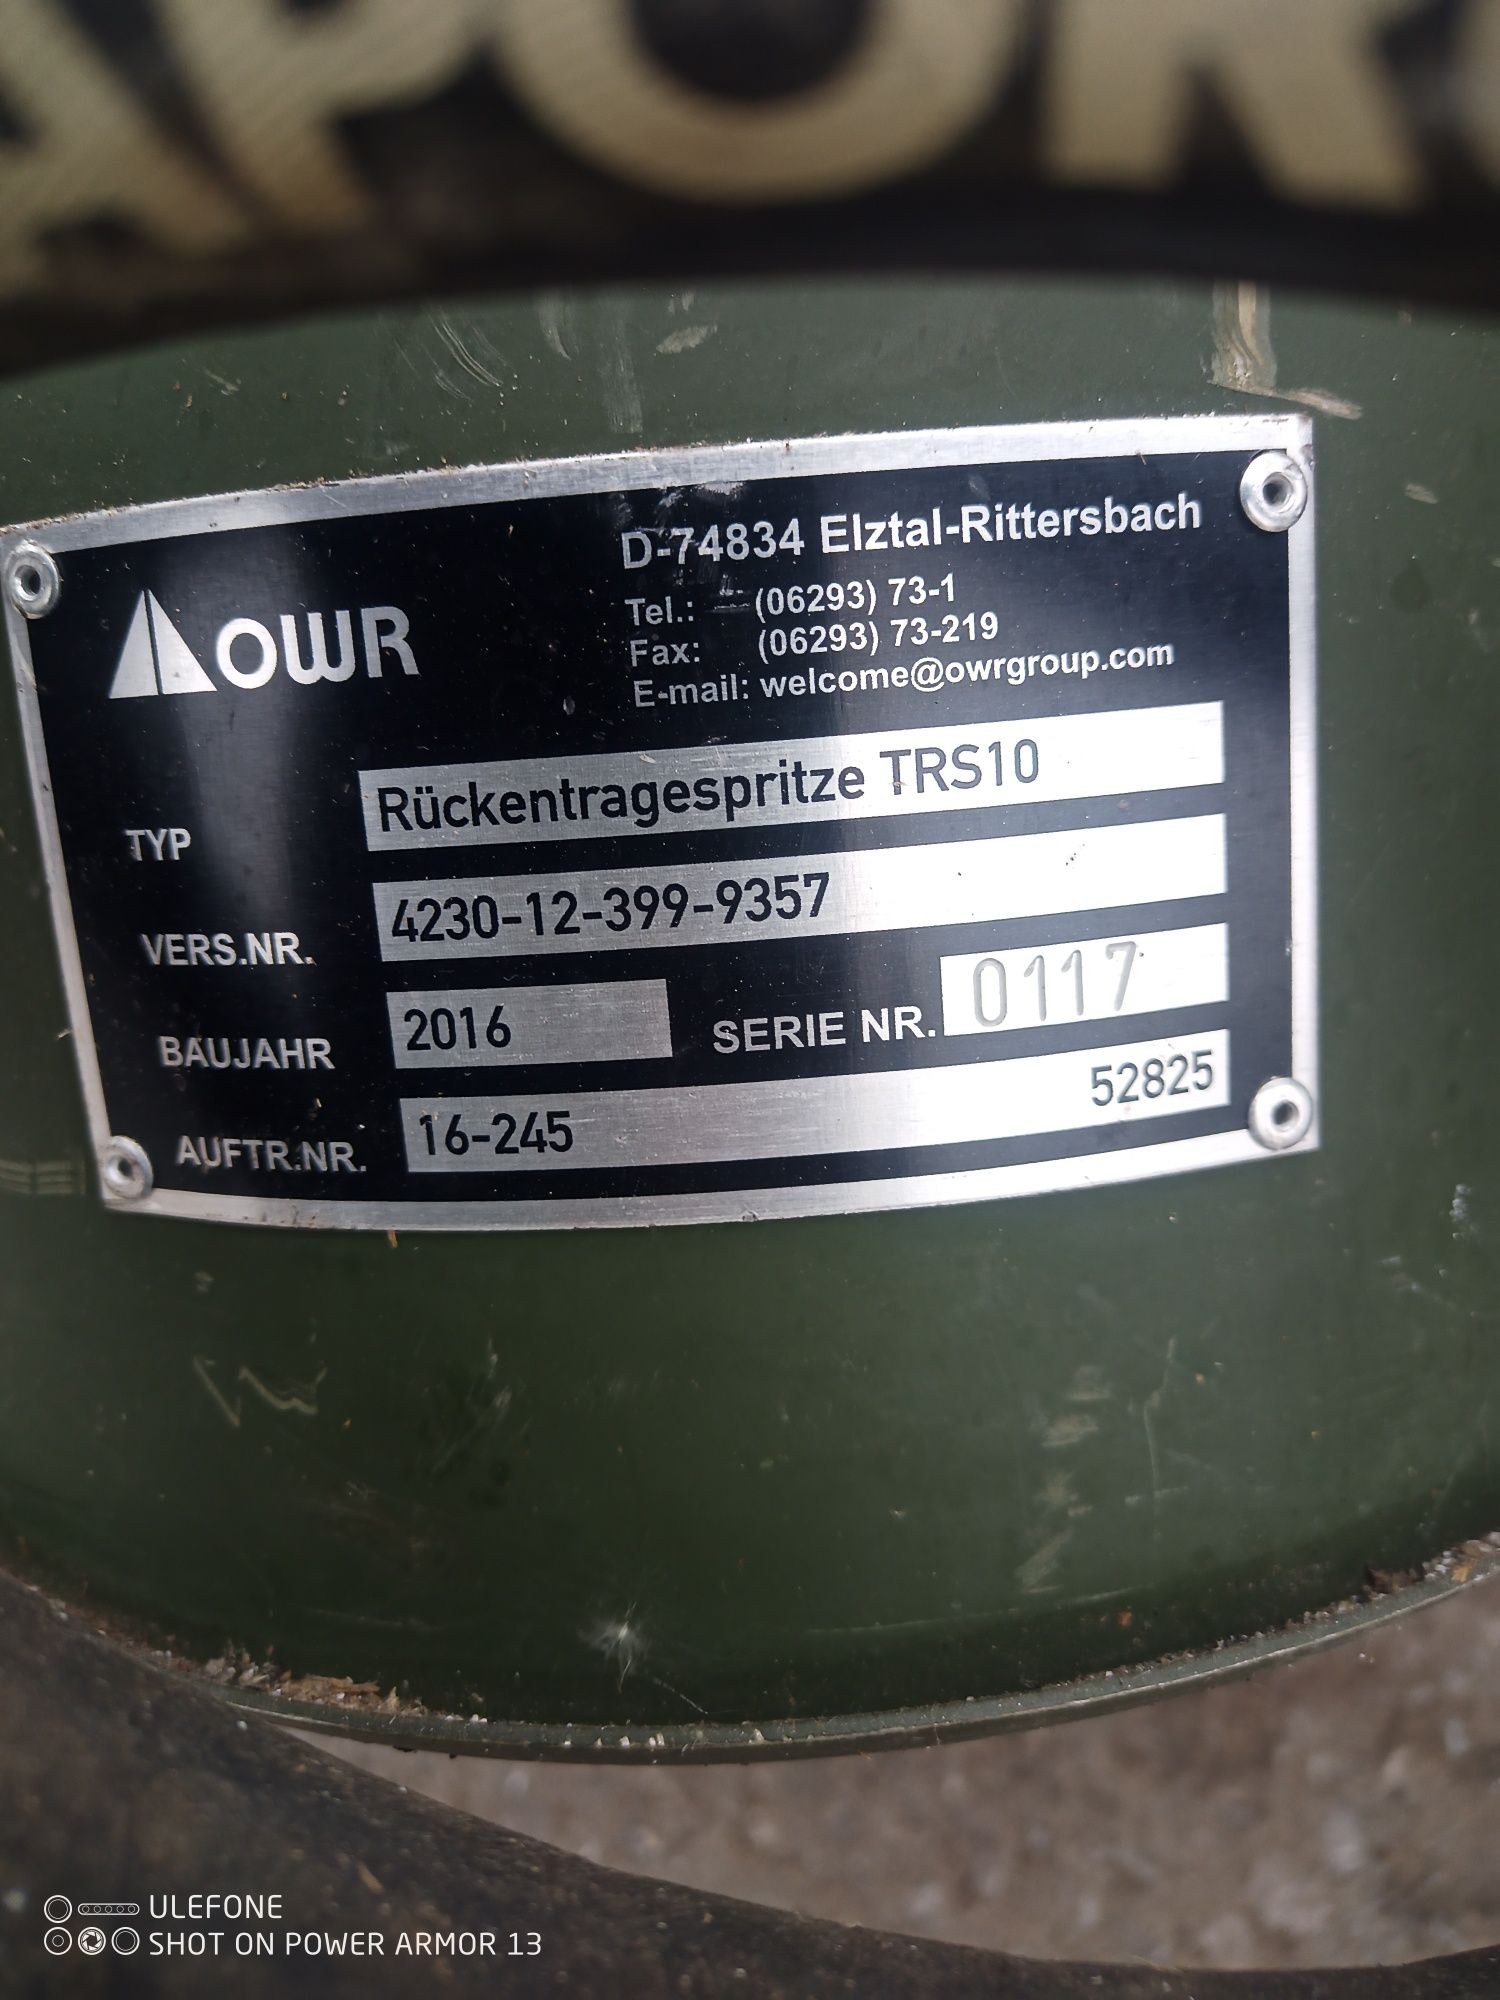 OWR
D-74834 Elztal-Rittersbach
Tel.: (06293) 73-1
Fax: (06293) 73-219
E-mail: welcome@owrgroup.com
TYP Rückentragespritze TRS10
VERS.NR. 4230-12-399-9357
BAUJAHR 2016 SERIE NR. 0117
AUFTR.NR. 16-245 52825
ULEFONE
SHOT ON POWER ARMOR 13